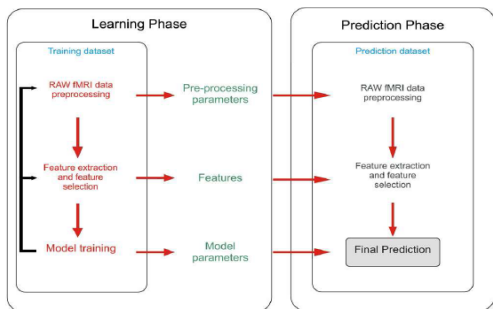 Learning Phase
Prediction Phase
Training dataset
Prediction dataset
RAW fMRI data
preprocessing
Pre-processing
parameters
RAW fMRI data
preprocessing
Feature extraction
and feature
selection
Features
Feature extraction
and feature
selection
Model training
Model
parameters
Final Prediction